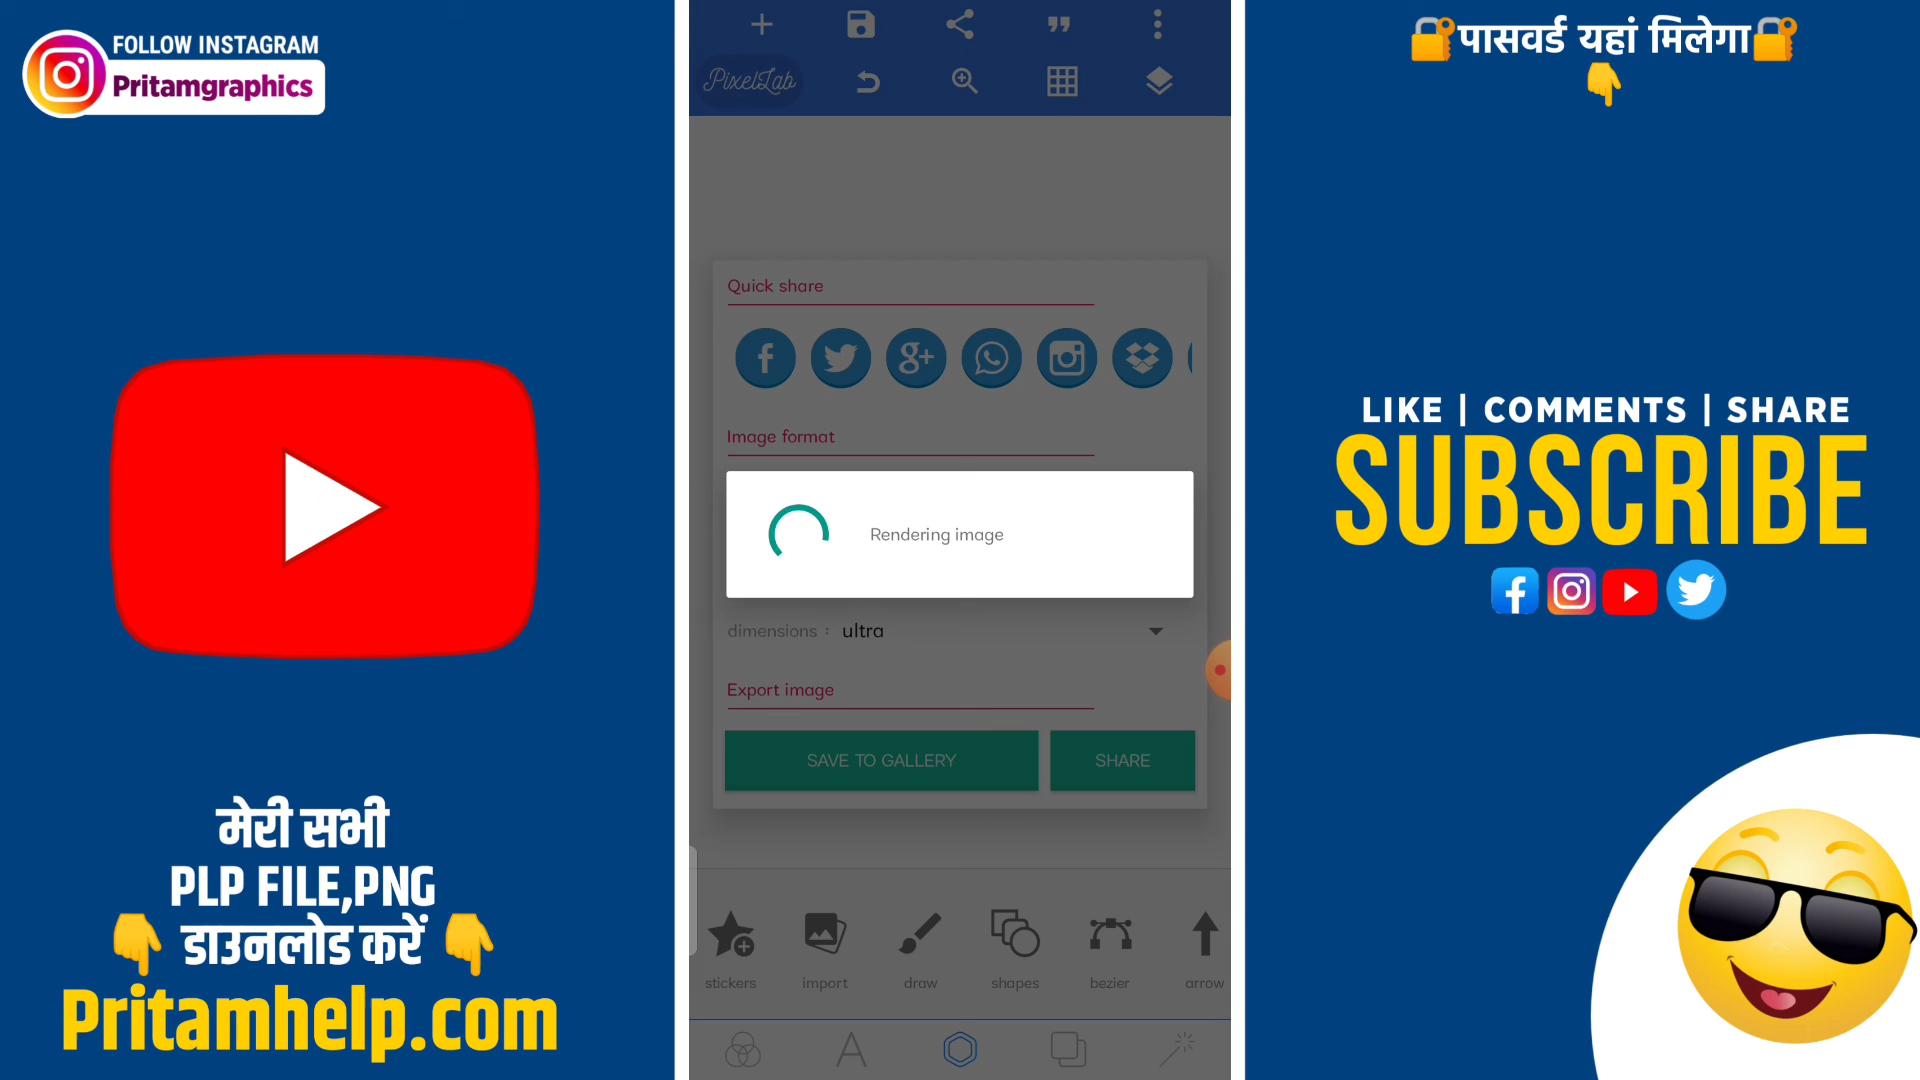 FOLLOW INSTAGRAM
Pritamgraphics
मेरी सभी
PLP FILE,PNG
डाउनलोड करें
Pritamhelp.com
PixelLab
Quick share
Image format
Rendering image
dimensions : ultra
Export image
SAVE TO GALLERY SHARE
stickers import draw shapes bezier arrow
पासवर्ड यहां मिलेगा
LIKE | COMMENTS | SHARE
SUBSCRIBE